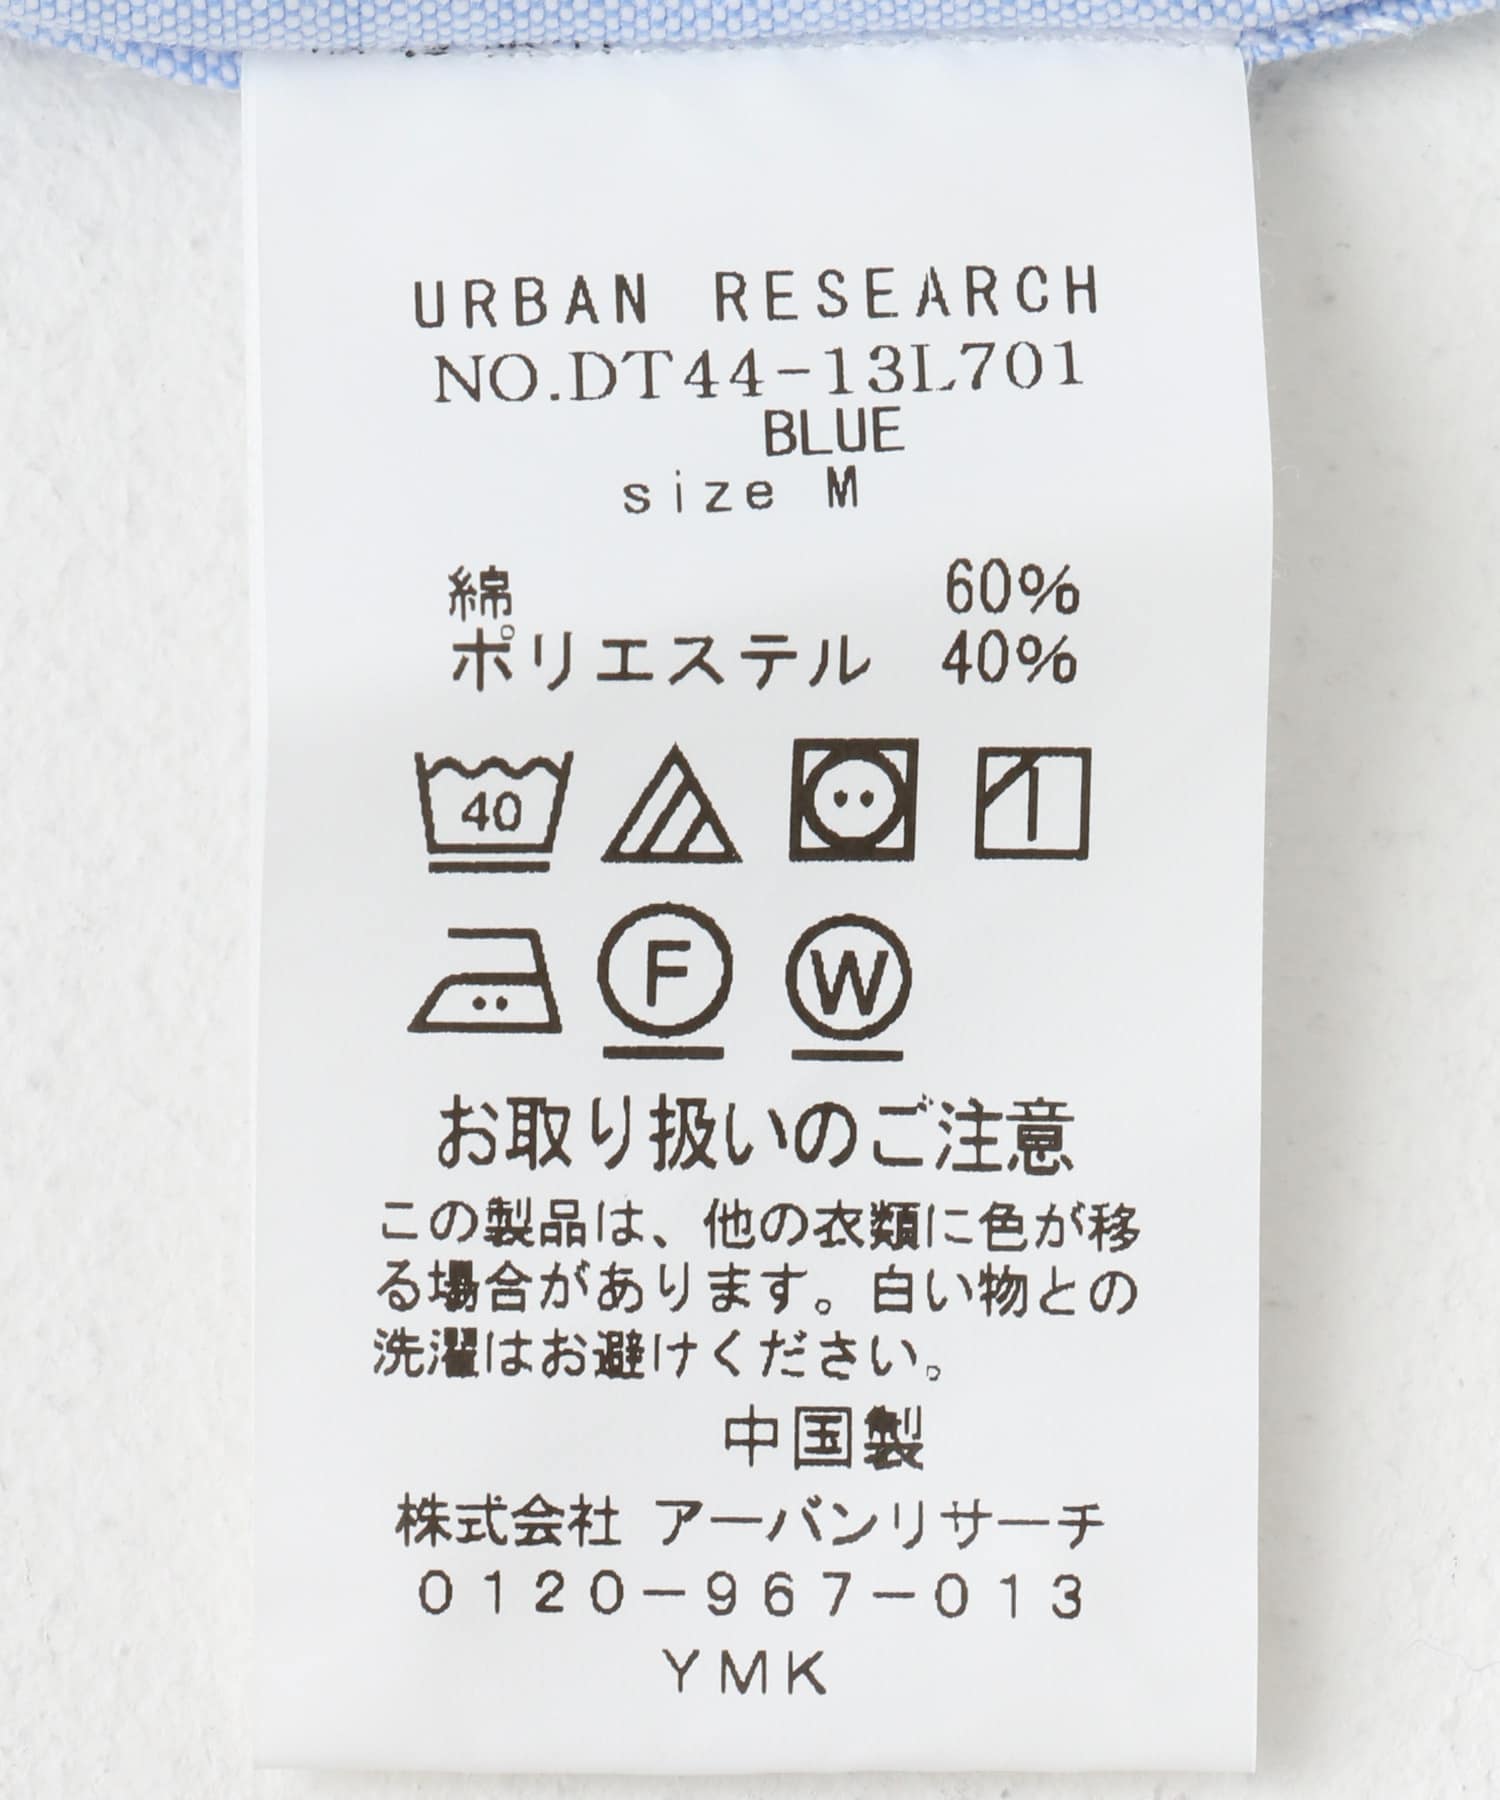 URBAN RESEARCH
NO.DT44-13L701
BLUE
size M
綿 60%
ポリエステル 40%
40
F
W
お取り扱いのご注意
この製品は、他の衣類に色が移
る場合があります。白い物との
洗濯はお避けください。
中国製
株式会社 アーバンリサーチ
0120-967-013
YMK